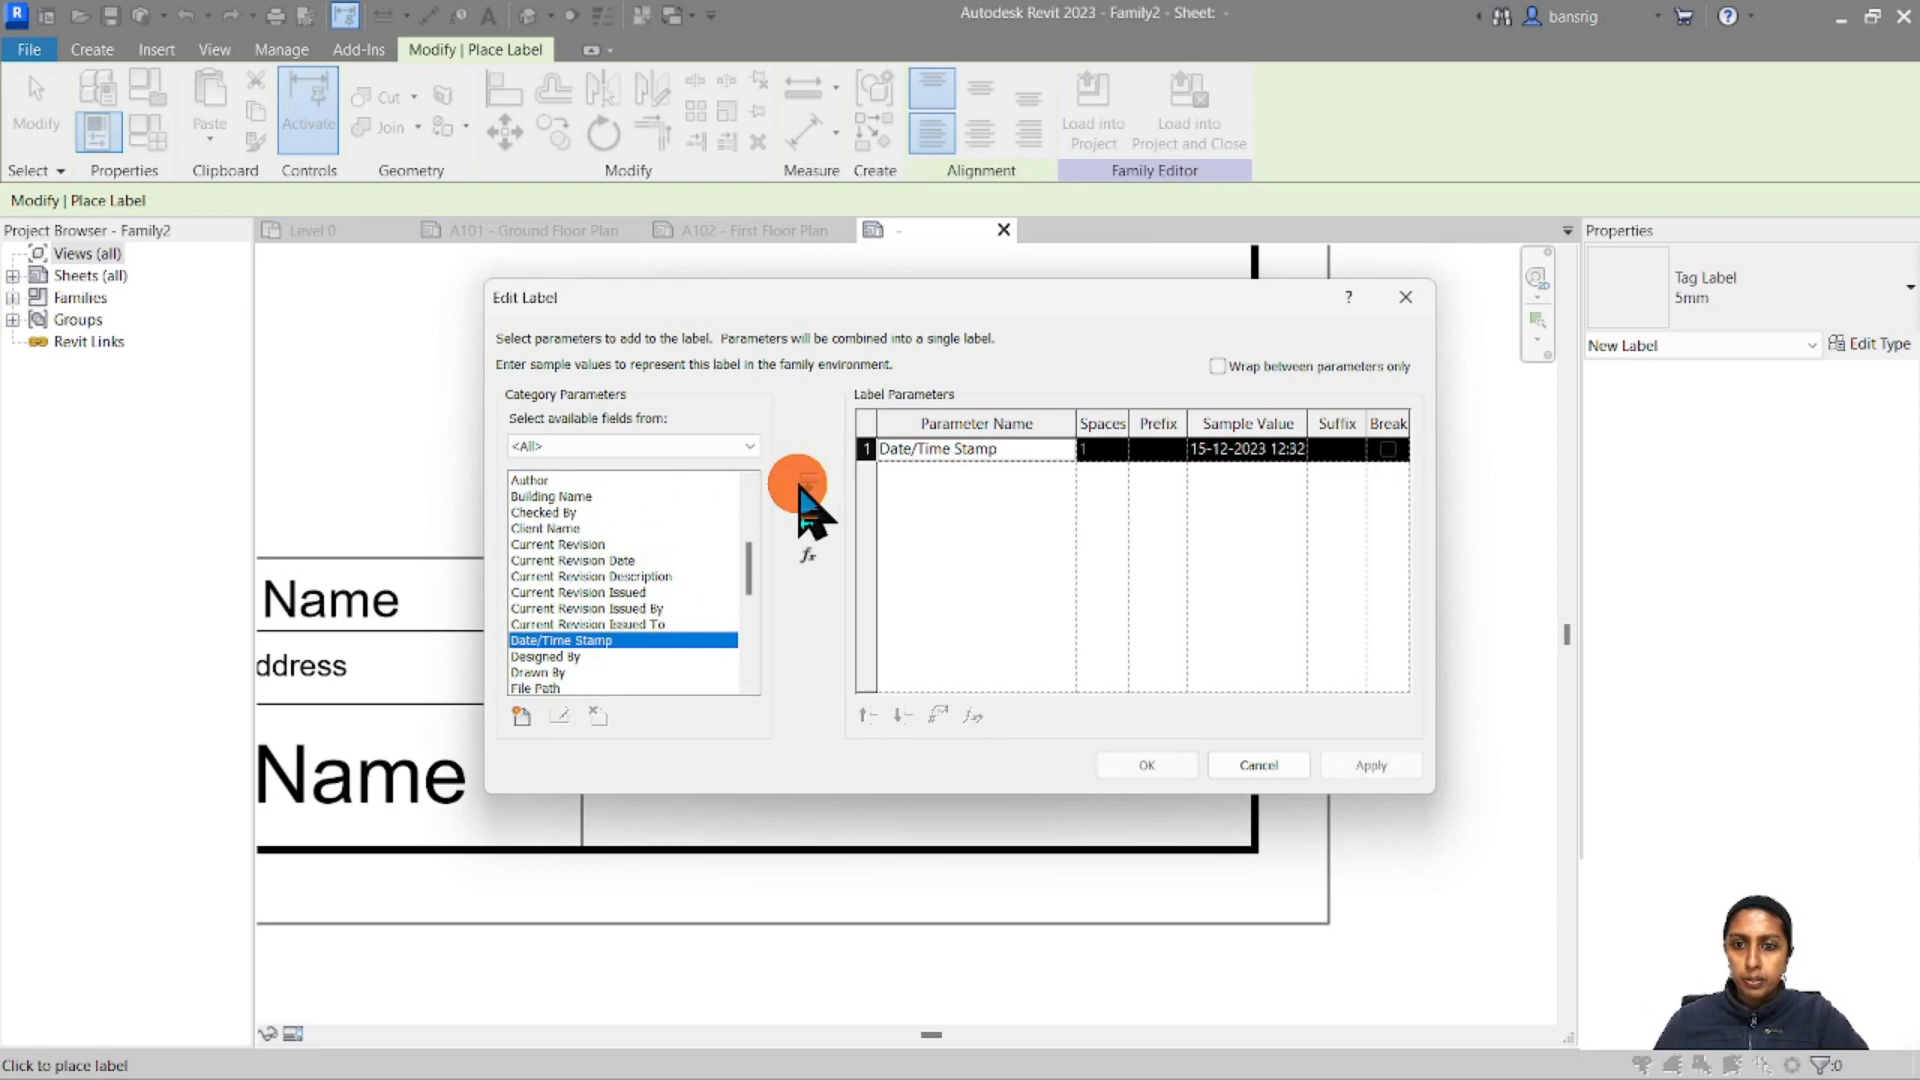 Autodesk Revit 2023 - Family2 - Sheet: -
bansrig
File Create Insert View Manage Add-Ins Modify | Place Label
Modify Paste Activate Cut Join Load into Project Load into Project and Close
Select Properties Clipboard Controls Geometry Modify Measure Create Alignment Family Editor
Modify | Place Label
Project Browser - Family2
Views (all)
Sheets (all)
Families
Groups
Revit Links
Level 0 A101 - Ground Floor Plan A102 - First Floor Plan -
Properties
Tag Label
5mm
New Label Edit Type
Edit Label
Select parameters to add to the label. Parameters will be combined into a single label.
Enter sample values to represent this label in the family environment.
Wrap between parameters only
Category Parameters
Select available fields from:
<All>
Author
Building Name
Checked By
Client Name
Current Revision
Current Revision Date
Current Revision Description
Current Revision Issued
Current Revision Issued By
Current Revision Issued To
Date/Time Stamp
Designed By
Drawn By
File Path
fx
Label Parameters
Parameter Name Spaces Prefix Sample Value Suffix Break
1 Date/Time Stamp 1 15-12-2023 12:32
OK Cancel Apply
Name
ddress
Name
Click to place label
:0